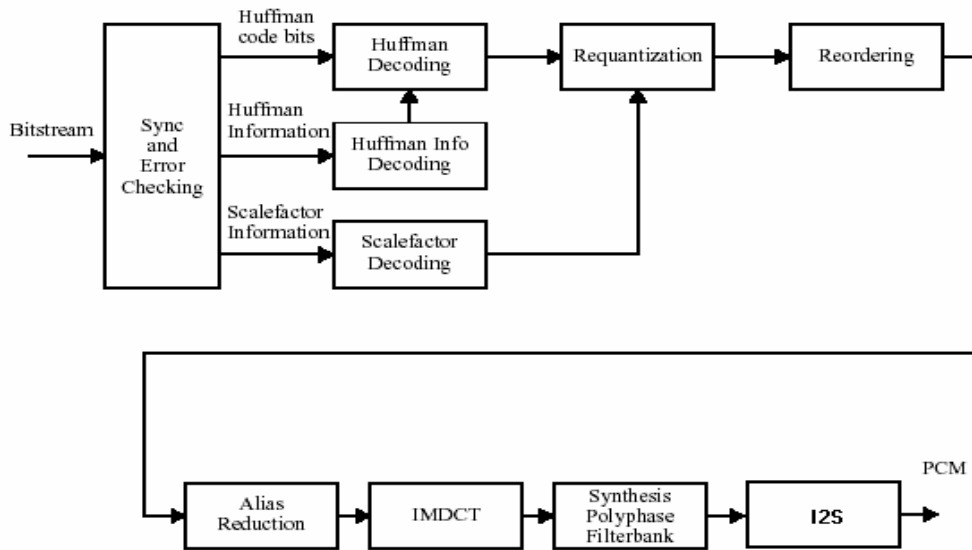 Huffman
code bits
Huffman
Decoding
Requantization
Reordering
Bitstream
Sync
and
Error
Checking
Huffman
Information
Huffman Info
Decoding
Scalefactor
Information
Scalefactor
Decoding
PCM
Alias
Reduction
IMDCT
Synthesis
Polyphase
Filterbank
I2S